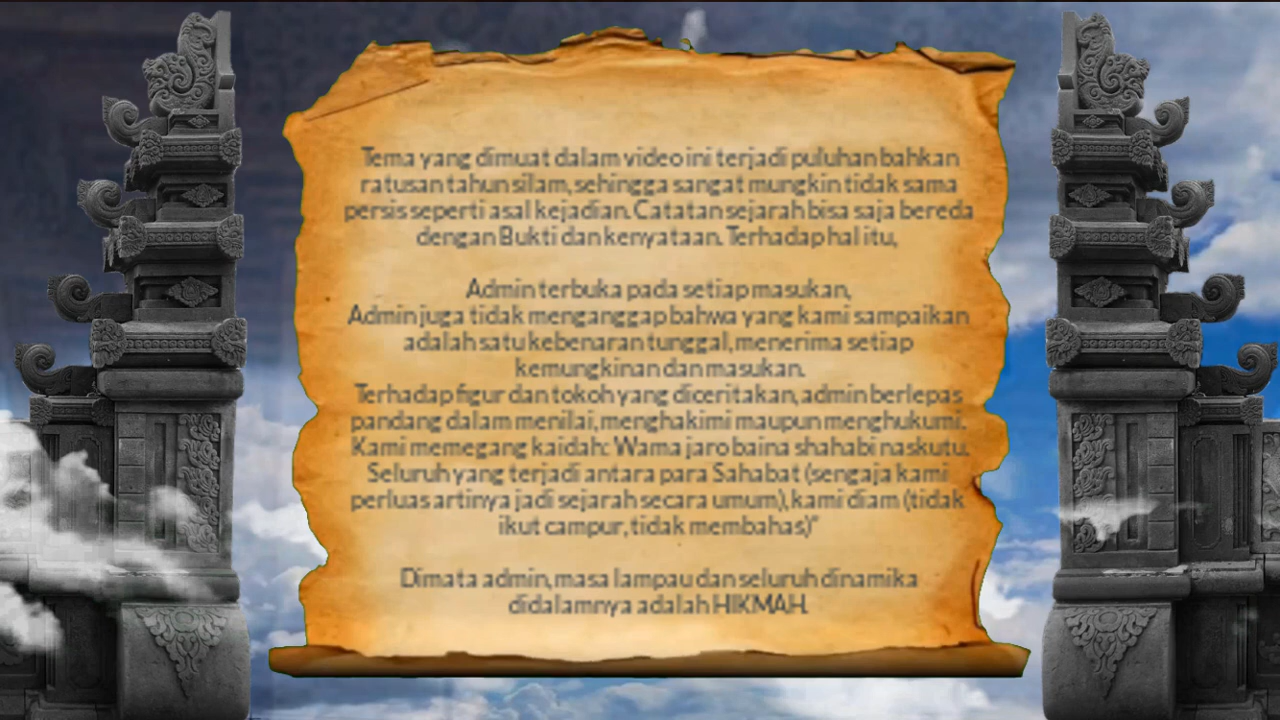 Tema yang dimuat dalam video ini terjadi puluhan bahkan
ratusan tahun silam, sehingga sangat mungkin tidak sama
persis seperti asal kejadian. Catatan sejarah bisa saja bereda
dengan Bukti dan kenyataan. Terhadap hal itu,
Admin terbuka pada setiap masukan,
Admin juga tidak menganggap bahwa yang kami sampaikan
adalah satu kebenaran tunggal, menerima setiap
kemungkinan dan masukan.
Terhadap figur dan tokoh yang diceritakan, admin berlepas
pandang dalam menilai, menghakimi maupun menghukumi.
Kami memegang kaidah: Wama jaro baina shahabi naskutu,
Seluruh yang terjadi antara para Sahabat (sengaja kami
perluas artinya jadi sejarah secara umum), kami diam (tidak
ikut campur, tidak membahas)"
Dimata admin, masa lampau dan seluruh dinamika
didalamnya adalah HIKMAH.